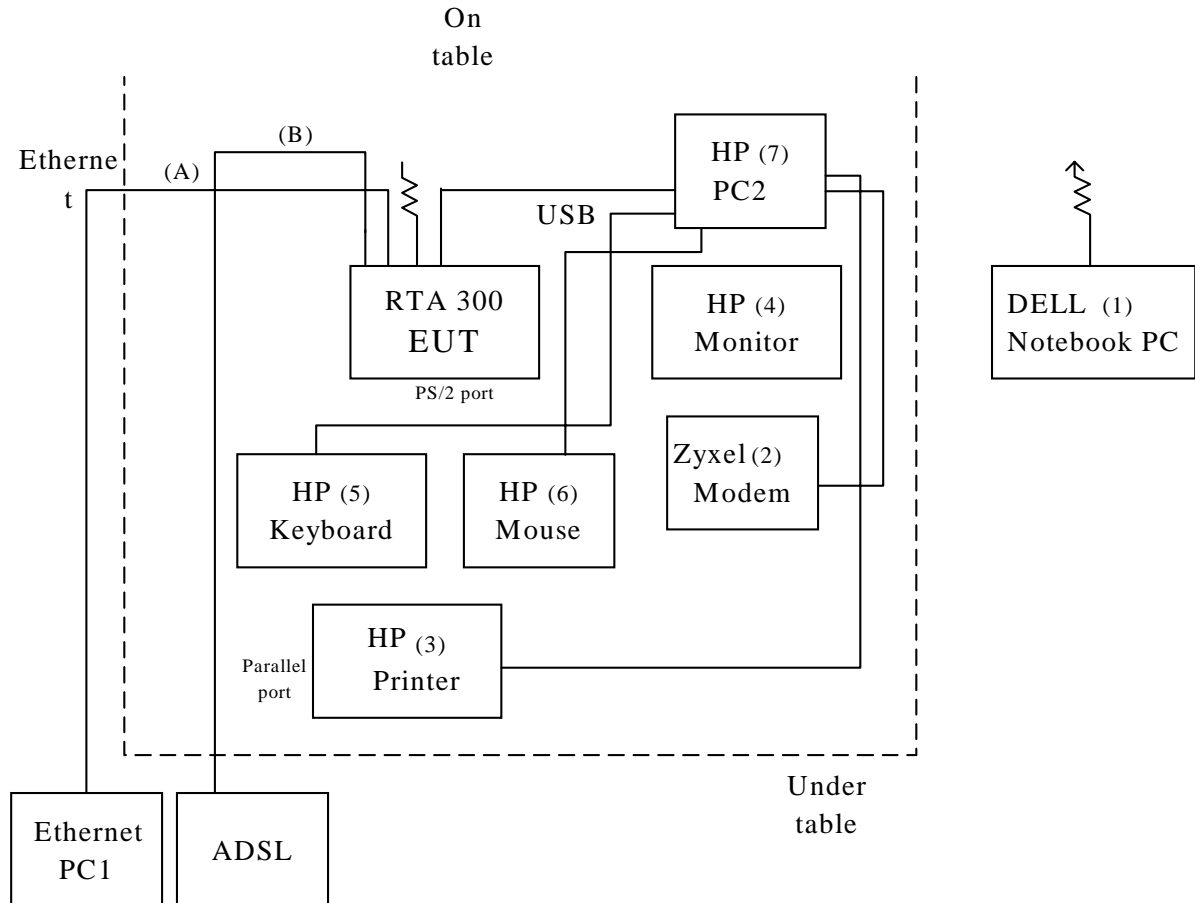 On
table
(B)
Etherne
t
(A)
HP (7)
PC2
USB
RTA 300
EUT
HP (4)
Monitor
DELL (1)
Notebook PC
PS/2 port
Zyxel (2)
Modem
HP (5)
Keyboard
HP (6)
Mouse
HP (3)
Printer
Parallel
port
Under
table
Ethernet
PC1
ADSL